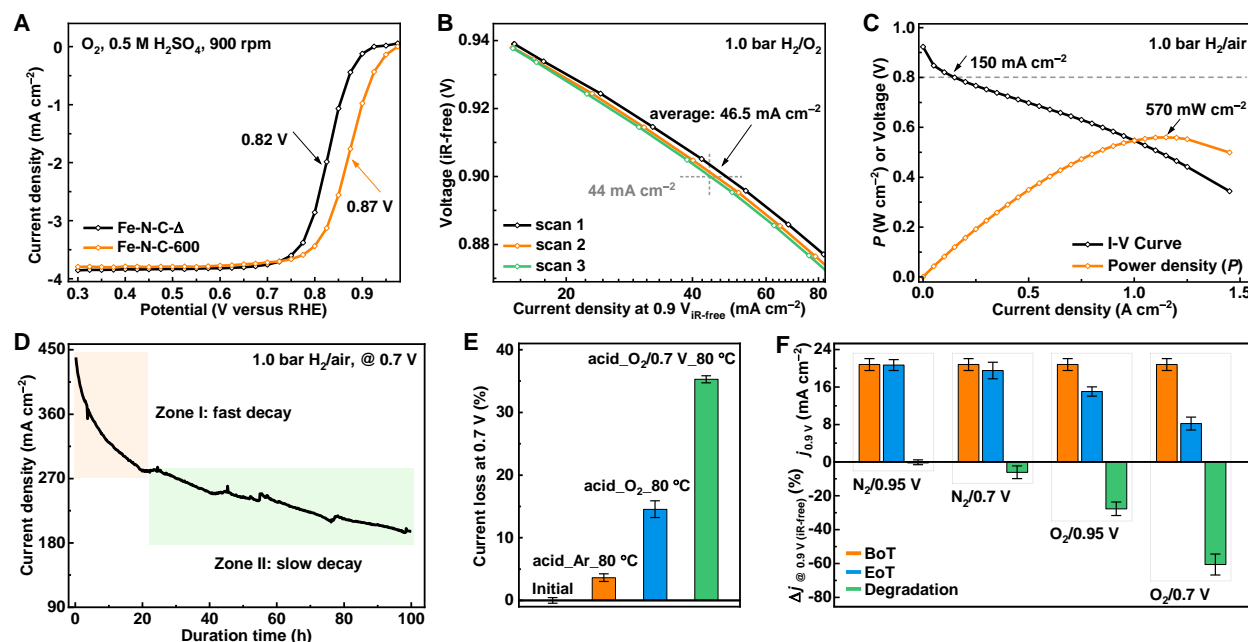 A
O₂, 0.5 M H₂SO₄, 900 rpm
0.82 V
0.87 V
Fe-N-C-Δ
Fe-N-C-600
Current density (mA cm⁻²)
0
−1
−2
−3
−4
0.3 0.4 0.5 0.6 0.7 0.8 0.9
Potential (V versus RHE)
B
1.0 bar H₂/O₂
average: 46.5 mA cm⁻²
44 mA cm⁻²
scan 1
scan 2
scan 3
Voltage (iR-free) (V)
0.94
0.92
0.90
0.88
20 40 60 80
Current density at 0.9 V_iR-free (mA cm⁻²)
C
1.0 bar H₂/air
150 mA cm⁻²
570 mW cm⁻²
I-V Curve
Power density (P)
P (W cm⁻²) or Voltage (V)
1.0
0.8
0.6
0.4
0.2
0.0
0.0 0.5 1.0 1.5
Current density (A cm⁻²)
D
1.0 bar H₂/air, @ 0.7 V
Zone I: fast decay
Zone II: slow decay
Current density (mA cm⁻²)
450
360
270
180
90
0 20 40 60 80 100
Duration time (h)
E
acid_O₂/0.7 V_80 ºC
acid_O₂_80 ºC
acid_Ar_80 ºC
Initial
Current loss at 0.7 V (%)
40
30
20
10
0
F
j 0.9 V (mA cm⁻²)
24
16
8
0
Δj @ 0.9 V (iR-free) (%)
-20
-40
-60
-80
N₂/0.95 V
N₂/0.7 V
O₂/0.95 V
O₂/0.7 V
BoT
EoT
Degradation